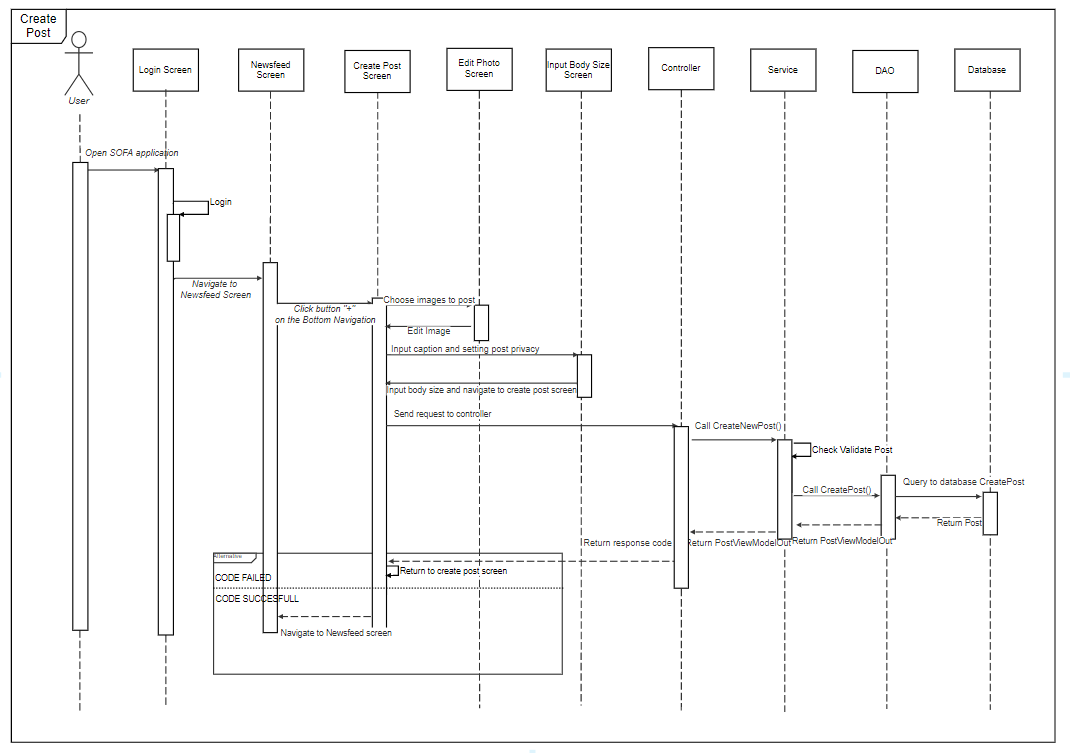 Create
Post
User
Login Screen
Newsfeed
Screen
Create Post
Screen
Edit Photo
Screen
Input Body Size
Screen
Controller
Service
DAO
Database
Open SOFA application
Login
Navigate to
Newsfeed Screen
Click button "+"
on the Bottom Navigation
Choose images to post
Edit Image
Input caption and setting post privacy
Input body size and navigate to create post screen
Send request to controller
Call CreateNewPost()
Check Validate Post
Call CreatePost()
Query to database CreatePost
Return Post
Return response code
Return PostViewModelOut
Return PostViewModelOut
Alternative
Return to create post screen
CODE FAILED
CODE SUCCESFULL
Navigate to Newsfeed screen